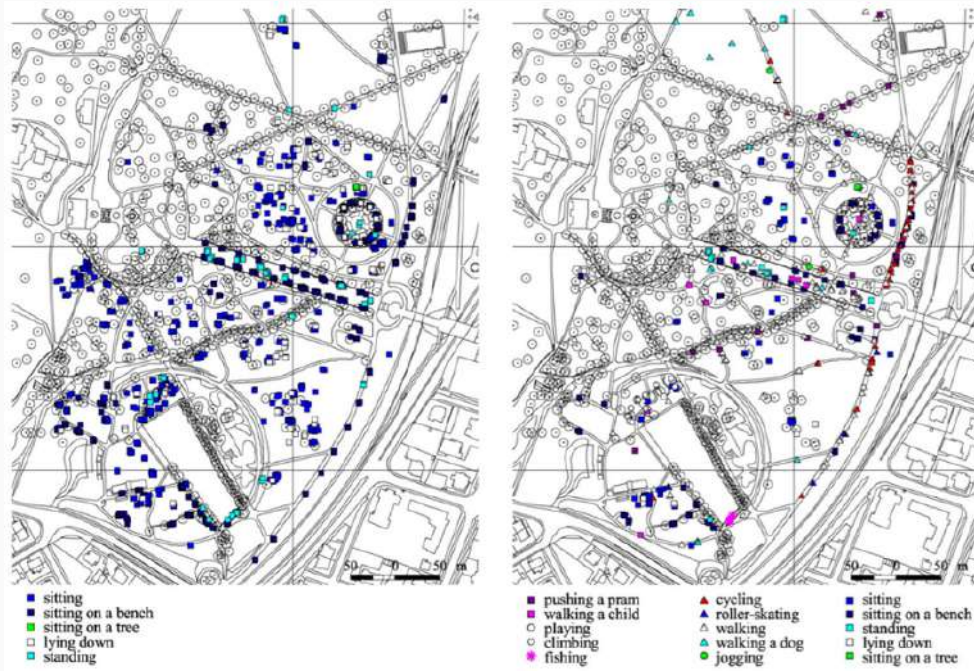 50 0 50 m
50 0 50 m
sitting
sitting on a bench
sitting on a tree
lying down
standing
pushing a pram
walking a child
playing
climbing
fishing
cycling
roller-skating
walking
walking a dog
jogging
sitting
sitting on a bench
standing
lying down
sitting on a tree